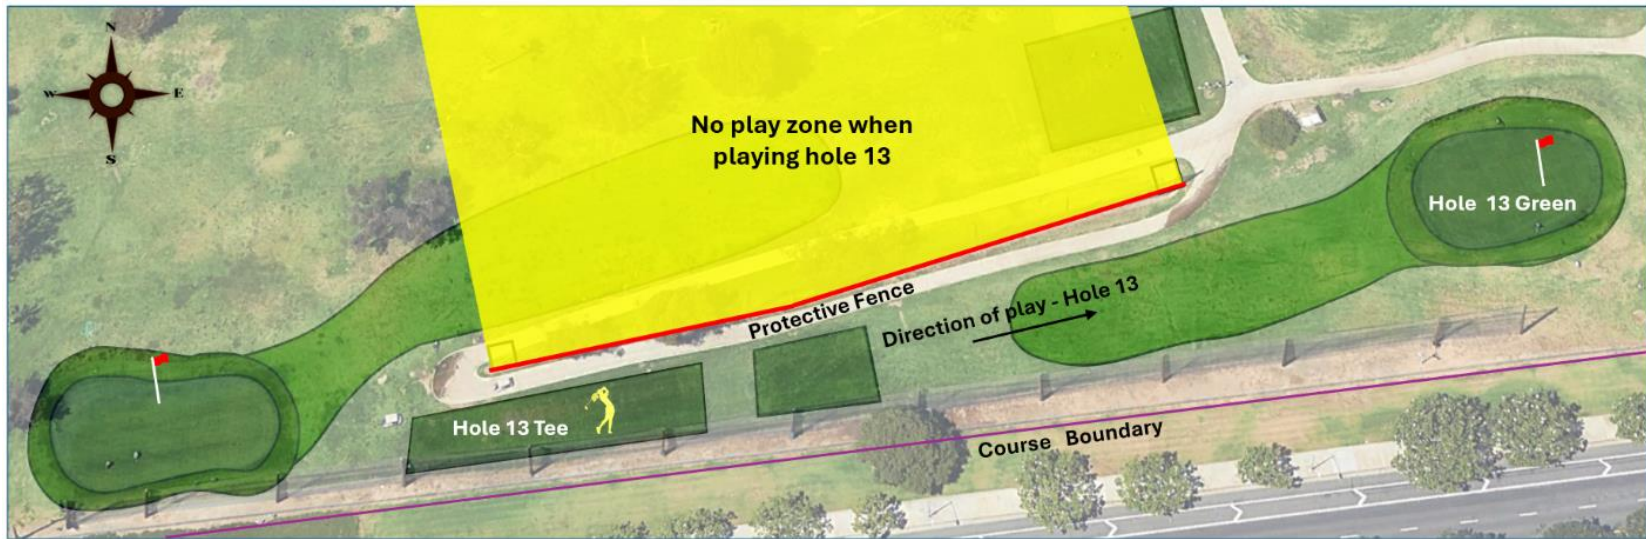 N
W
E
S
No play zone when
playing hole 13
Hole 13 Green
Protective Fence
Direction of play - Hole 13
Hole 13 Tee
Course Boundary